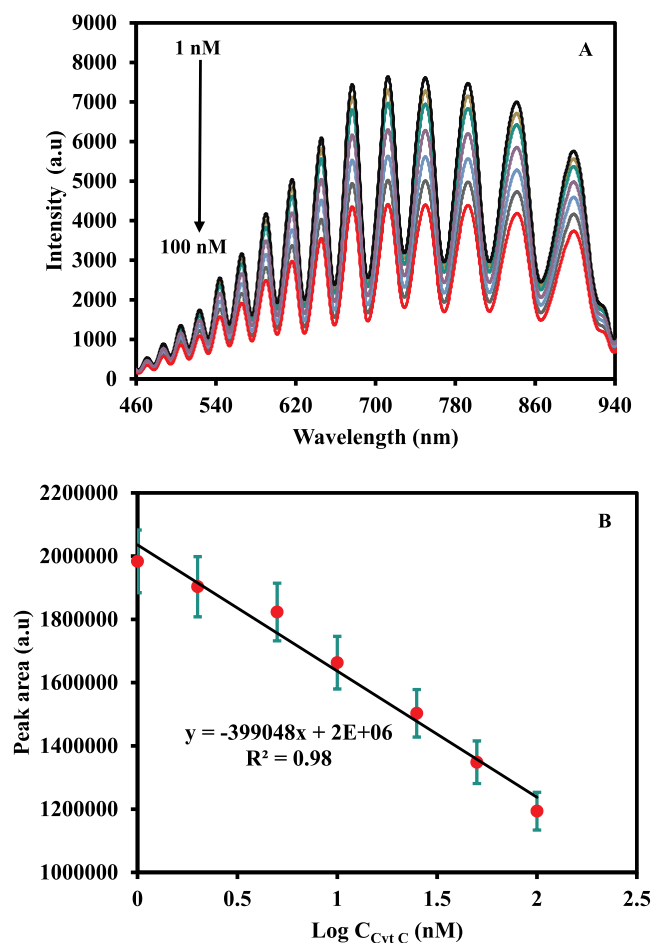 A
1 nM
100 nM
Intensity (a.u)
9000
8000
7000
6000
5000
4000
3000
2000
1000
0
460 540 620 700 780 860 940
Wavelength (nm)
B
Peak area (a.u)
2200000
2000000
1800000
1600000
1400000
1200000
1000000
y = -399048x + 2E+06
R² = 0.98
0 0.5 1 1.5 2 2.5
Log C_Cyt C (nM)